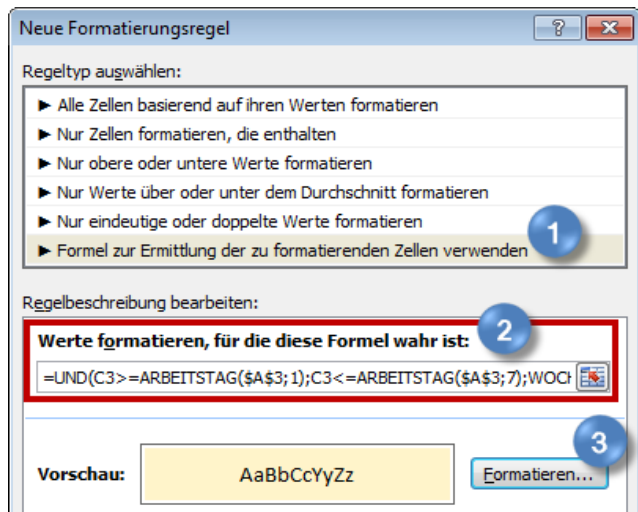 Neue Formatierungsregel
Regeltyp auswählen:
► Alle Zellen basierend auf ihren Werten formatieren
► Nur Zellen formatieren, die enthalten
► Nur obere oder untere Werte formatieren
► Nur Werte über oder unter dem Durchschnitt formatieren
► Nur eindeutige oder doppelte Werte formatieren
► Formel zur Ermittlung der zu formatierenden Zellen verwenden
1
Regelbeschreibung bearbeiten:
2
Werte formatieren, für die diese Formel wahr ist:
=UND(C3>=ARBEITSTAG($A$3;1);C3<=ARBEITSTAG($A$3;7);WOCH
3
Vorschau: AaBbCcYyZz Formatieren...